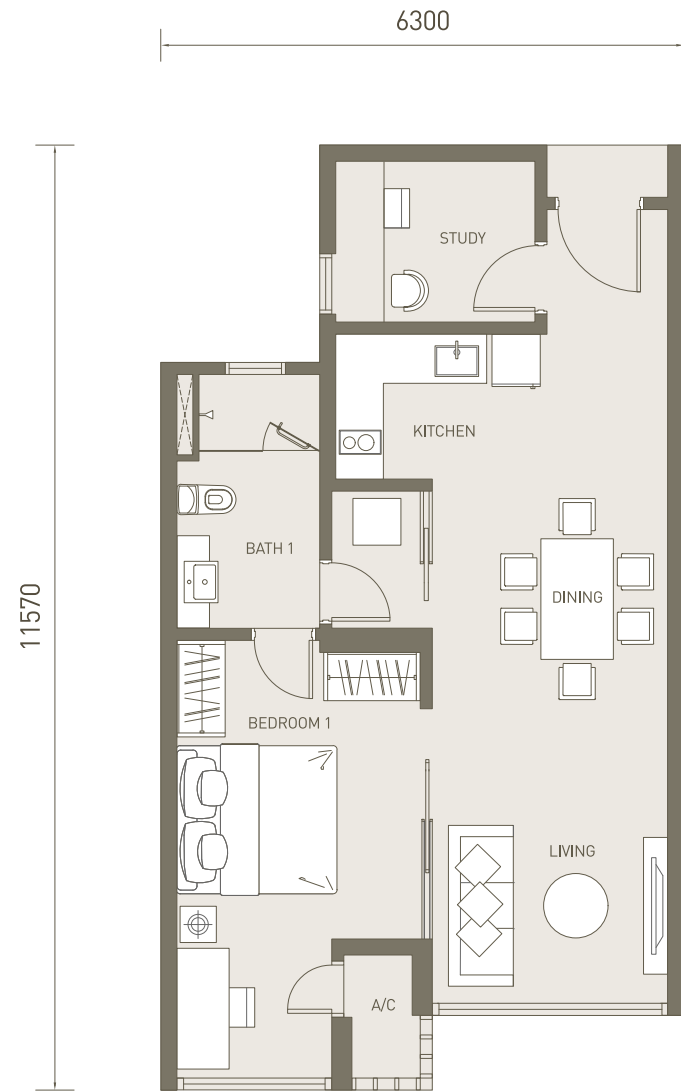 6300
STUDY
KITCHEN
BATH 1
11570
DINING
BEDROOM 1
LIVING
A/C